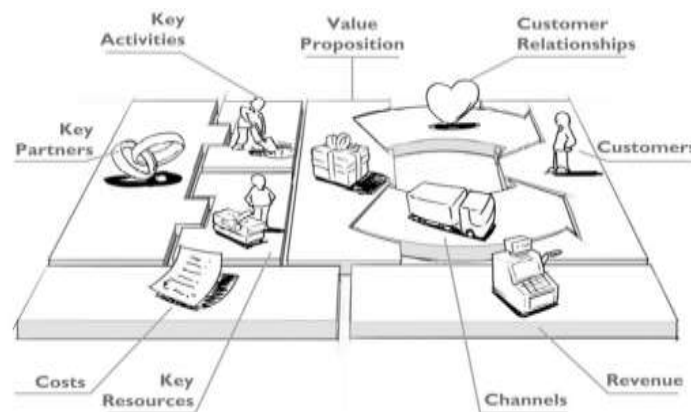 Key
Activities
Value
Proposition
Customer
Relationships
Key
Partners
Customers
Costs
Key
Resources
Channels
Revenue